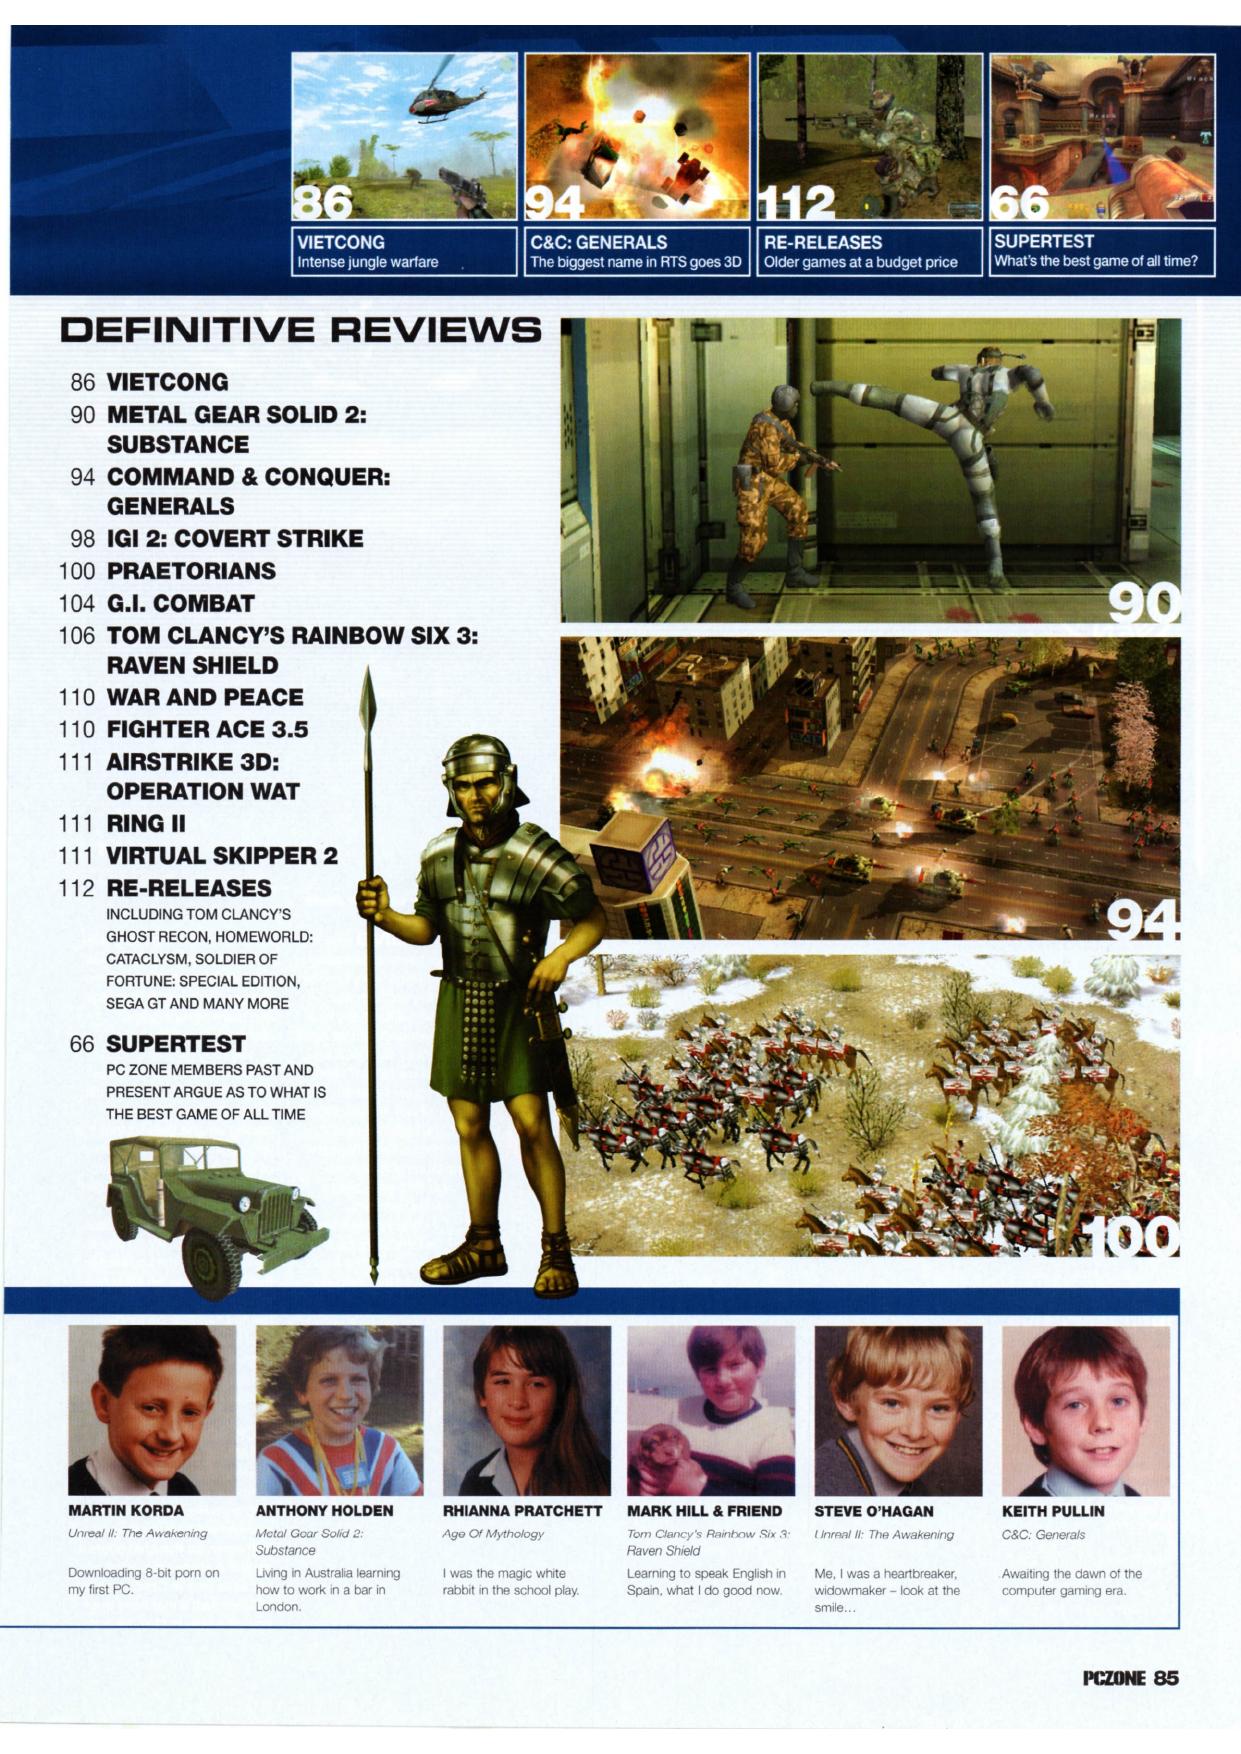 86
94
112
66
VIETCONG
Intense jungle warfare
C&C: GENERALS
The biggest name in RTS goes 3D
RE-RELEASES
Older games at a budget price
SUPERTEST
What's the best game of all time?
DEFINITIVE REVIEWS
86 VIETCONG
90 METAL GEAR SOLID 2:
SUBSTANCE
94 COMMAND & CONQUER:
GENERALS
98 IGI 2: COVERT STRIKE
100 PRAETORIANS
104 G.I. COMBAT
106 TOM CLANCY'S RAINBOW SIX 3:
RAVEN SHIELD
110 WAR AND PEACE
110 FIGHTER ACE 3.5
111 AIRSTRIKE 3D:
OPERATION WAT
111 RING II
111 VIRTUAL SKIPPER 2
112 RE-RELEASES
INCLUDING TOM CLANCY'S
GHOST RECON, HOMEWORLD:
CATACLYSM, SOLDIER OF
FORTUNE: SPECIAL EDITION,
SEGA GT AND MANY MORE
66 SUPERTEST
PC ZONE MEMBERS PAST AND
PRESENT ARGUE AS TO WHAT IS
THE BEST GAME OF ALL TIME
90
94
100
MARTIN KORDA
Unreal II: The Awakening
Downloading 8-bit porn on
my first PC.
ANTHONY HOLDEN
Metal Gear Solid 2:
Substance
Living in Australia learning
how to work in a bar in
London.
RHIANNA PRATCHETT
Age Of Mythology
I was the magic white
rabbit in the school play.
MARK HILL & FRIEND
Tom Clancy's Rainbow Six 3:
Raven Shield
Learning to speak English in
Spain, what I do good now.
STEVE O'HAGAN
Unreal II: The Awakening
Me, I was a heartbreaker,
widowmaker – look at the
smile...
KEITH PULLIN
C&C: Generals
Awaiting the dawn of the
computer gaming era.
PCZONE 85